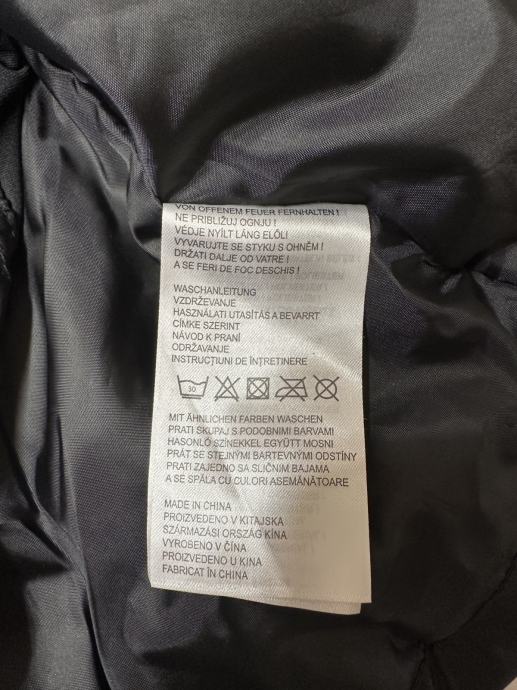 VON OFFENEM FEUER FERNHALTEN !
NE PRIBLIŽUJ OGNJU !
VÉDJE NYÍLT LÁNG ELŐL!
VYVARUJTE SE STYKU S OHNĚM !
DRŽATI DALJE OD VATRE !
A SE FERI DE FOC DESCHIS !
WASCHANLEITUNG
VZDRŽEVANJE
HASZNÁLATI UTASÍTÁS A BEVARRT
CÍMKE SZERINT
NÁVOD K PRANÍ
ODRŽAVANJE
INSTRUCȚIUNI DE ÎNTREȚINERE
30
MIT ÄHNLICHEN FARBEN WASCHEN
PRATI SKUPAJ S PODOBNIMI BARVAMI
HASONLÓ SZÍNEKKEL EGYÜTT MOSNI
PRÁT SE STEJNÝMI BARTEVNÝMI ODSTÍNY
PRATI ZAJEDNO SA SLIČNIM BAJAMA
A SE SPĂLA CU CULORI ASEMĂNĂTOARE
MADE IN CHINA
PROIZVEDENO V KITAJSKA
SZÁRMAZÁSI ORSZÁG KÍNA
VYROBENO V ČÍNA
PROIZVEDENO U KINA
FABRICAT ÎN CHINA